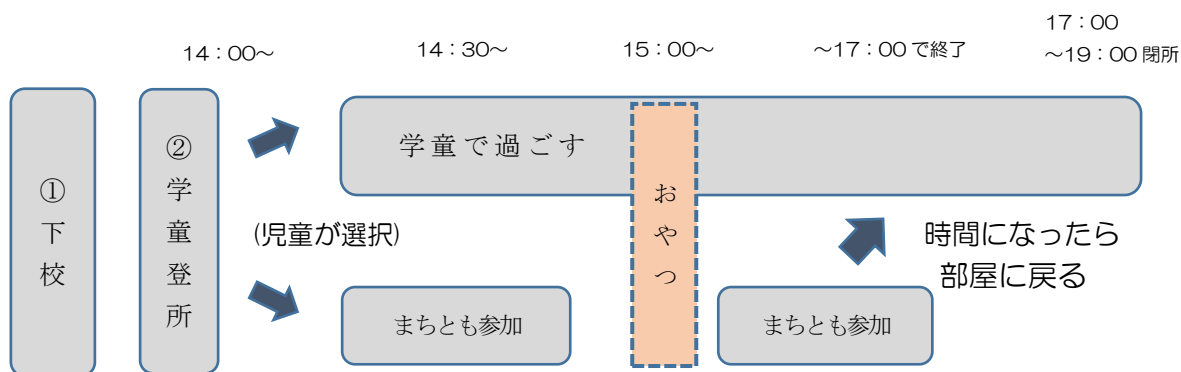 17：00
14：00～
14：30～
15：00～
～17：00で終了
～19：00閉所
①下校
②学童登所
学童で過ごす
おやつ
(児童が選択)
時間になったら
部屋に戻る
まちとも参加
まちとも参加